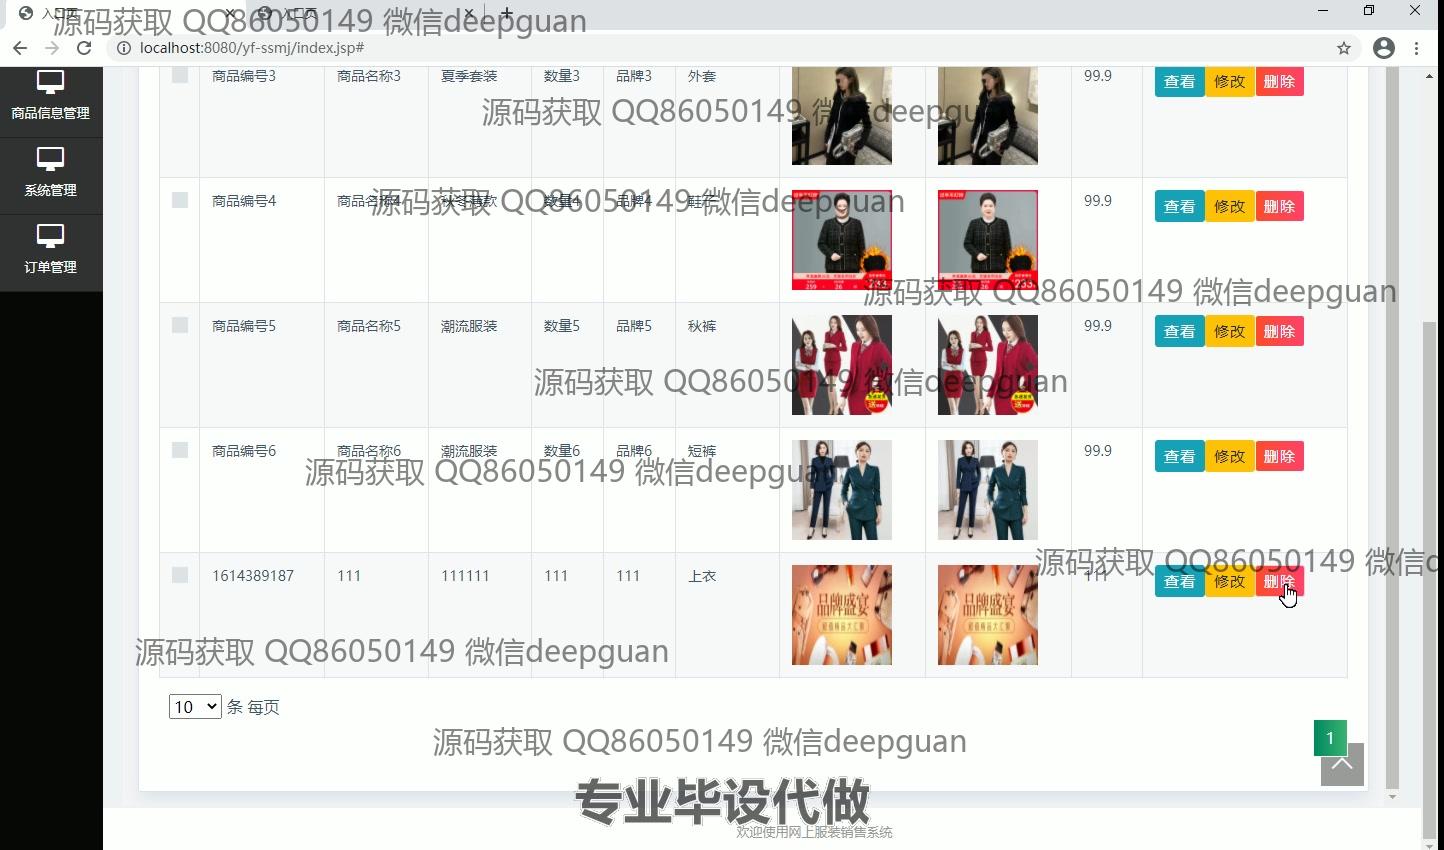 入口页
入口页
源码获取 QQ86050149 微信deepguan
localhost:8080/yf-ssmj/index.jsp#
商品信息管理
系统管理
订单管理
商品编号3 商品名称3 夏季套装 数量3 品牌3 外套 99.9 查看 修改 删除
源码获取 QQ86050149 微信deepguan
商品编号4 商品名称4 秋冬薄款 数量4 品牌4 99.9 查看 修改 删除
源码获取 QQ86050149 微信deepguan
源码获取 QQ86050149 微信deepguan
商品编号5 商品名称5 潮流服装 数量5 品牌5 秋裤 99.9 查看 修改 删除
源码获取 QQ86050149 微信deepguan
商品编号6 商品名称6 潮流服装 数量6 品牌6 短裤 99.9 查看 修改 删除
源码获取 QQ86050149 微信deepguan
源码获取 QQ86050149 微信d
1614389187 111 111111 111 111 上衣 111 查看 修改 删除
品牌盛宴
品牌盛宴
源码获取 QQ86050149 微信deepguan
10 条 每页
源码获取 QQ86050149 微信deepguan
1
专业毕设代做
欢迎使用网上服装销售系统